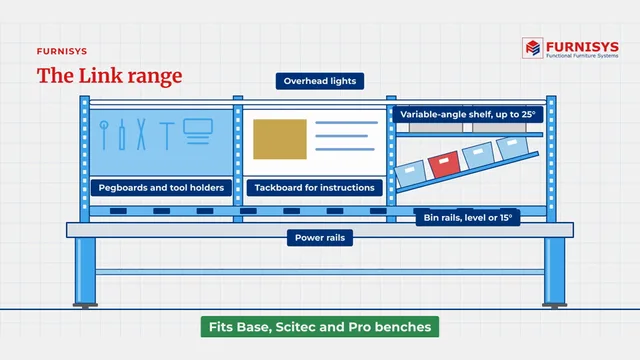 FURNISYS
The Link range
FURNISYS
Functional Furniture Systems
Overhead lights
Variable-angle shelf, up to 25°
Pegboards and tool holders
Tackboard for instructions
Bin rails, level or 15°
Power rails
Fits Base, Scitec and Pro benches